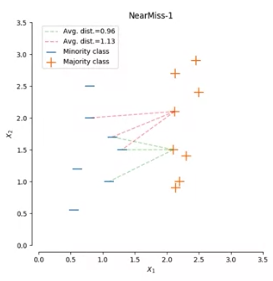 NearMiss-1
3.5
3.0
2.5
2.0
1.5
1.0
0.5
0.0
X₂
Avg. dist.=0.96
Avg. dist.=1.13
Minority class
Majority class
0.0 0.5 1.0 1.5 2.0 2.5 3.0 3.5
X₁